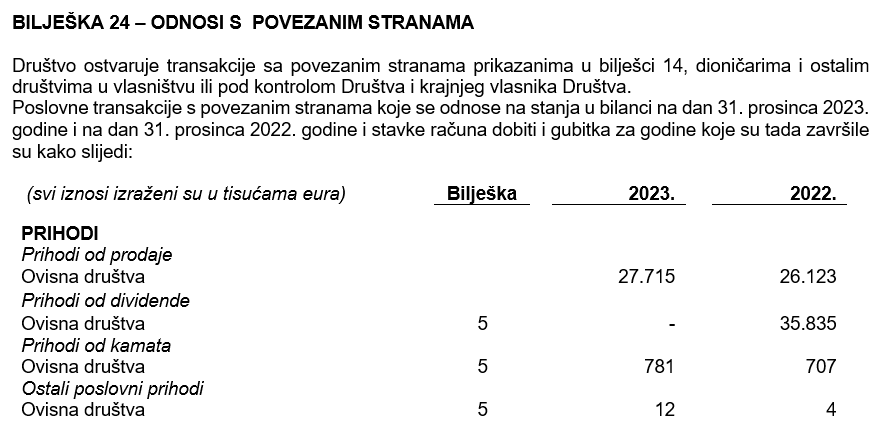 BILJEŠKA 24 – ODNOSI S POVEZANIM STRANAMA
Društvo ostvaruje transakcije sa povezanim stranama prikazanima u bilješci 14, dioničarima i ostalim
društvima u vlasništvu ili pod kontrolom Društva i krajnjeg vlasnika Društva.
Poslovne transakcije s povezanim stranama koje se odnose na stanja u bilanci na dan 31. prosinca 2023.
godine i na dan 31. prosinca 2022. godine i stavke računa dobiti i gubitka za godine koje su tada završile
su kako slijedi:
(svi iznosi izraženi su u tisućama eura) Bilješka 2023. 2022.
PRIHODI
Prihodi od prodaje
Ovisna društva 27.715 26.123
Prihodi od dividende
Ovisna društva 5 - 35.835
Prihodi od kamata
Ovisna društva 5 781 707
Ostali poslovni prihodi
Ovisna društva 5 12 4